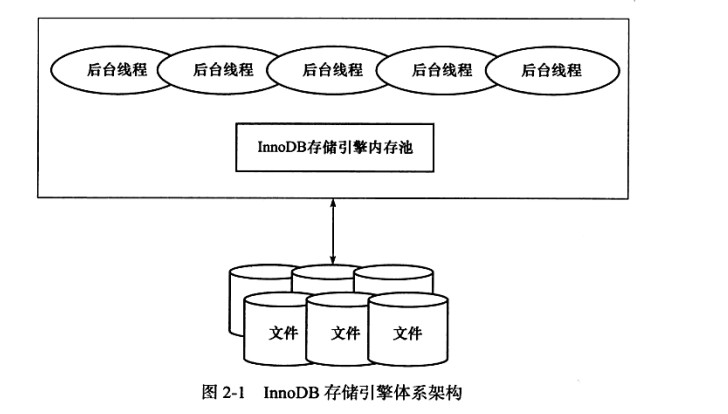 后台线程 后台线程 后台线程 后台线程 后台线程
InnoDB存储引擎内存池
文件 文件 文件
图 2-1 InnoDB 存储引擎体系架构